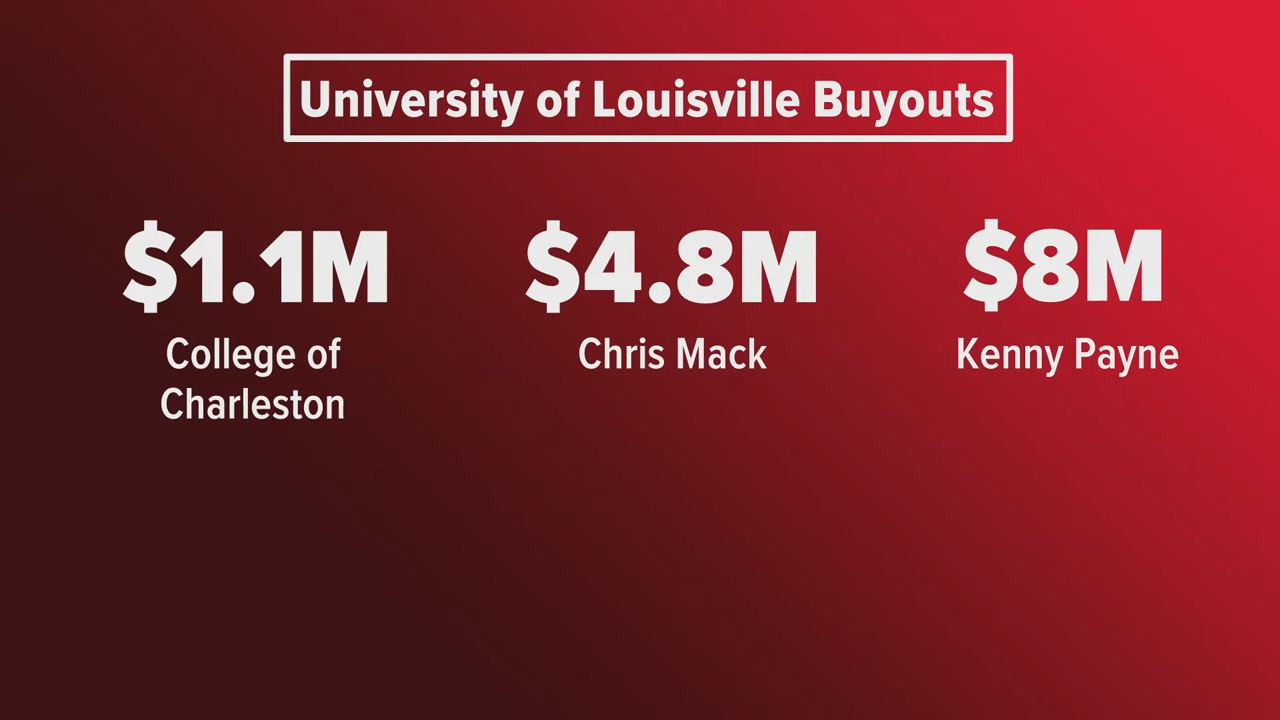 University of Louisville Buyouts
$1.1M
College of
Charleston
$4.8M
Chris Mack
$8M
Kenny Payne